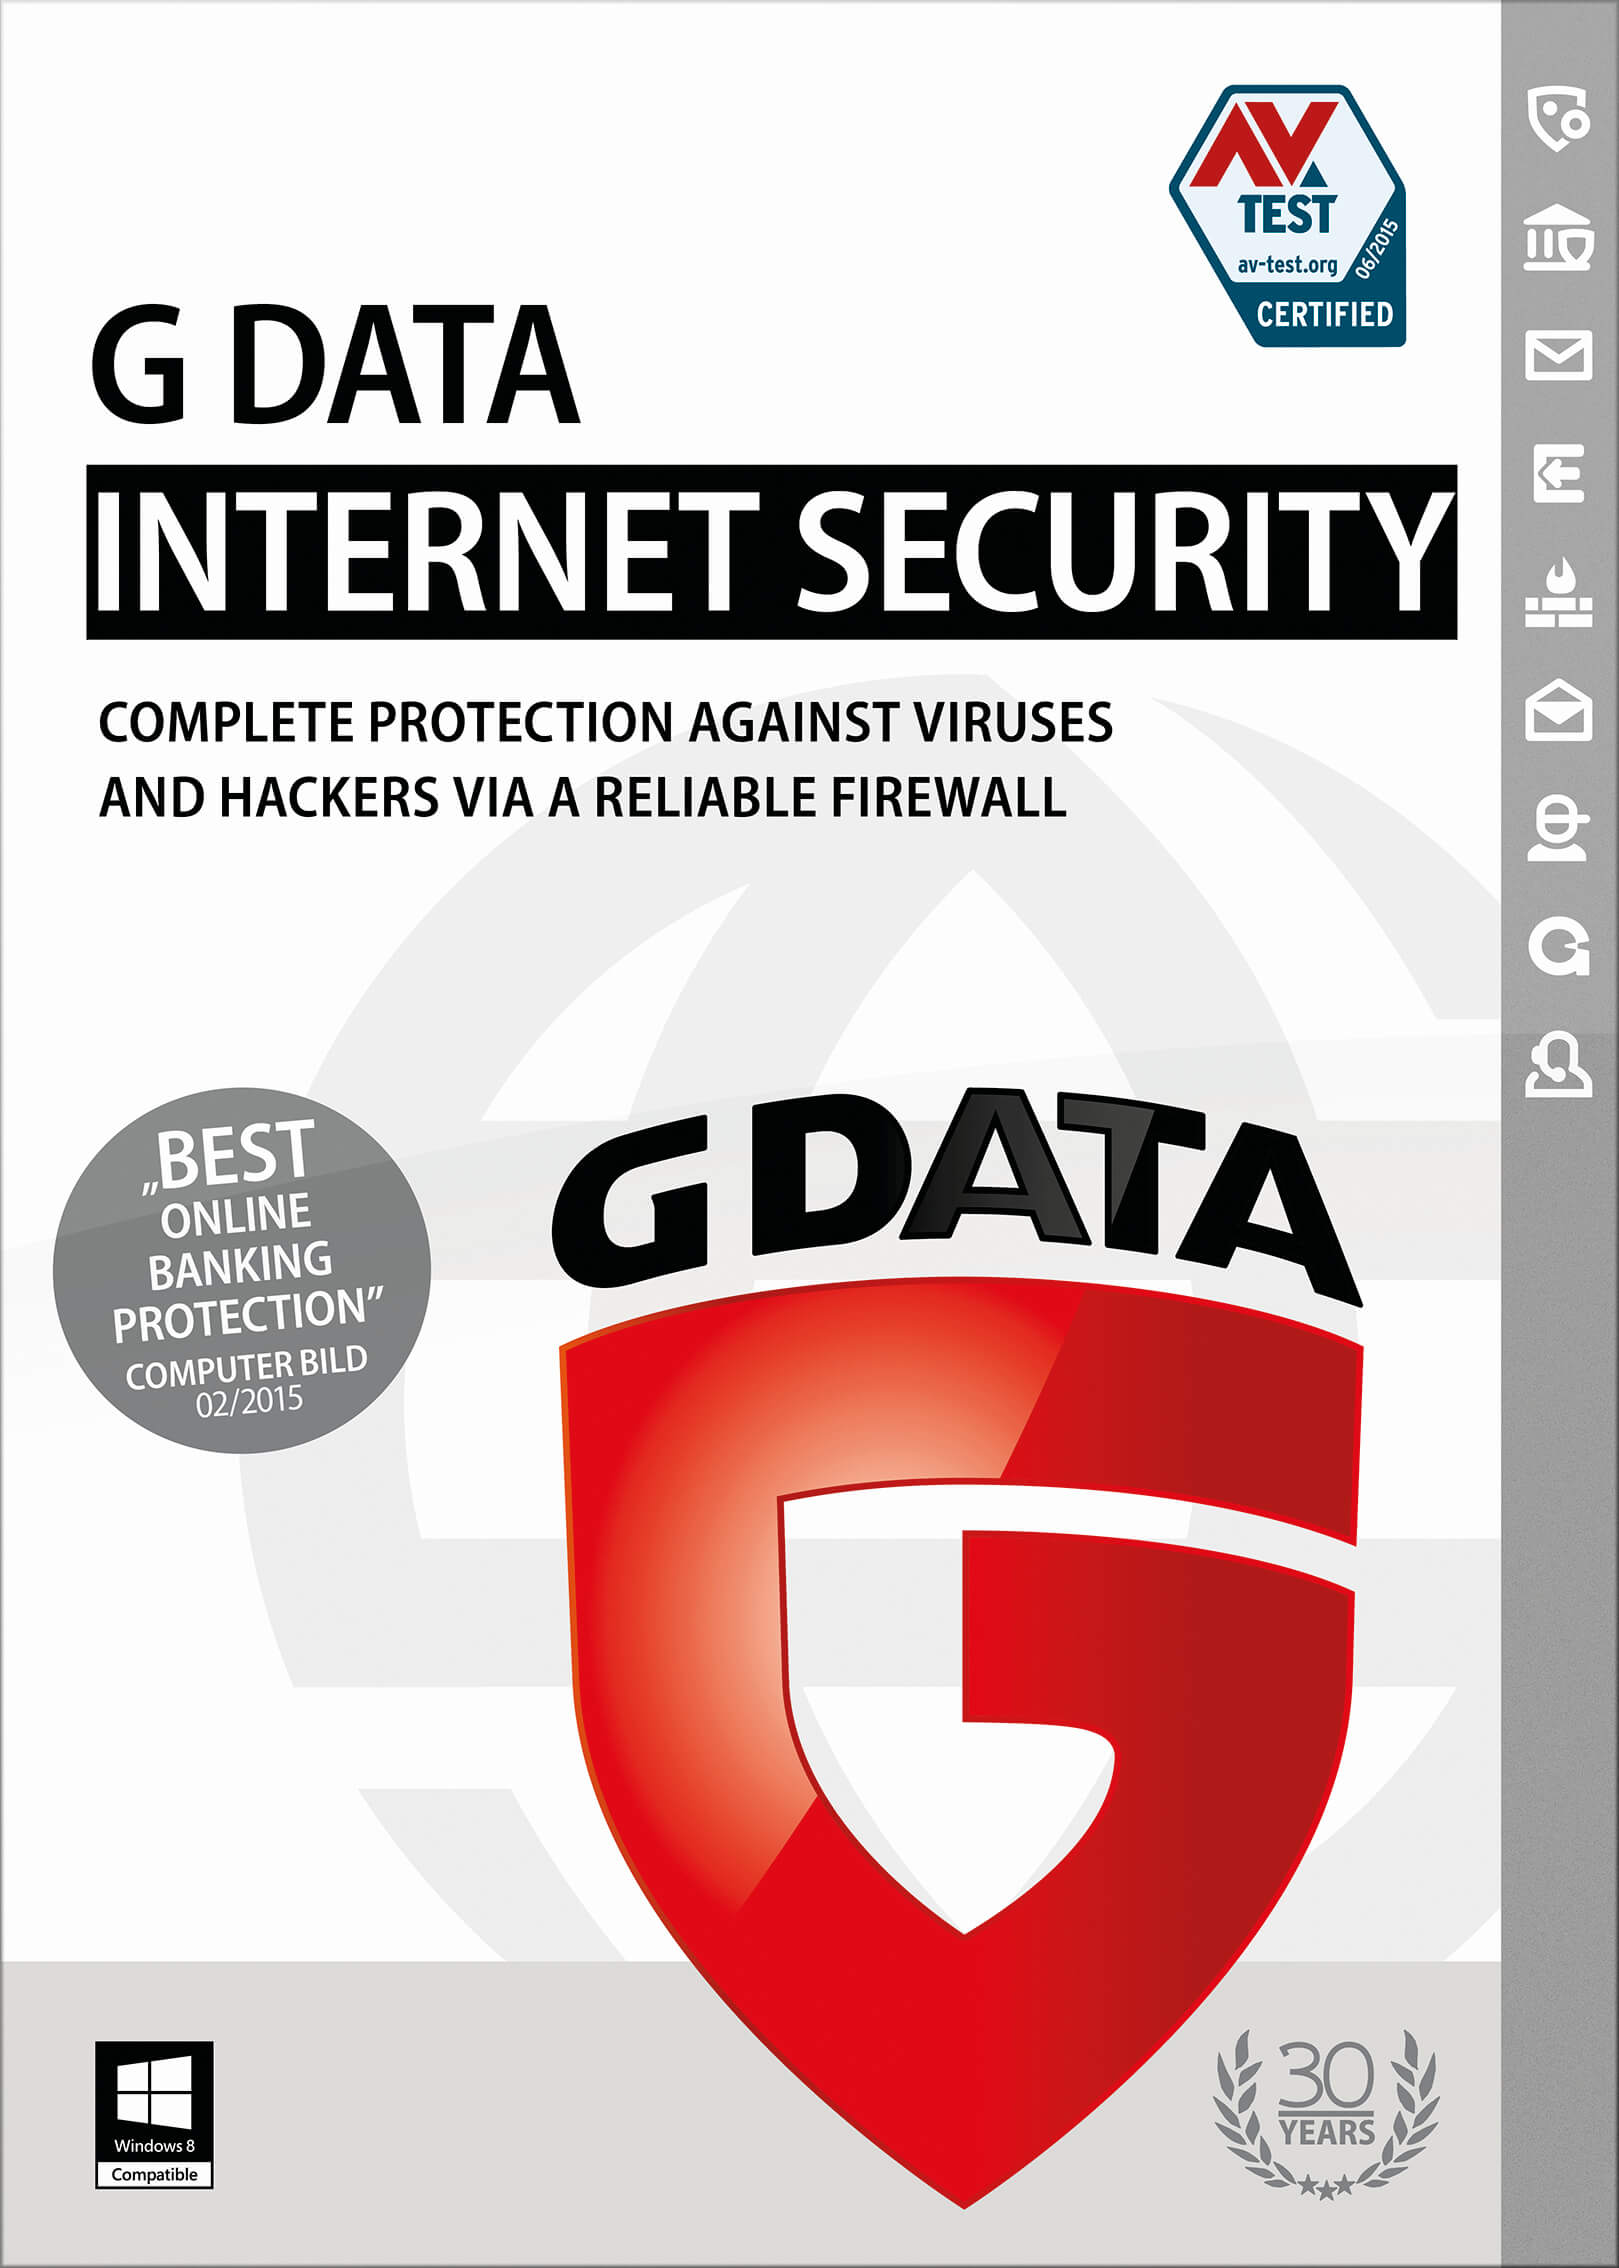 AV
TEST
av-test.org
06/2015
CERTIFIED
G DATA
INTERNET SECURITY
COMPLETE PROTECTION AGAINST VIRUSES
AND HACKERS VIA A RELIABLE FIREWALL
„BEST
ONLINE
BANKING
PROTECTION”
COMPUTER BILD
02/2015
G DATA
Windows 8
Compatible
30
YEARS